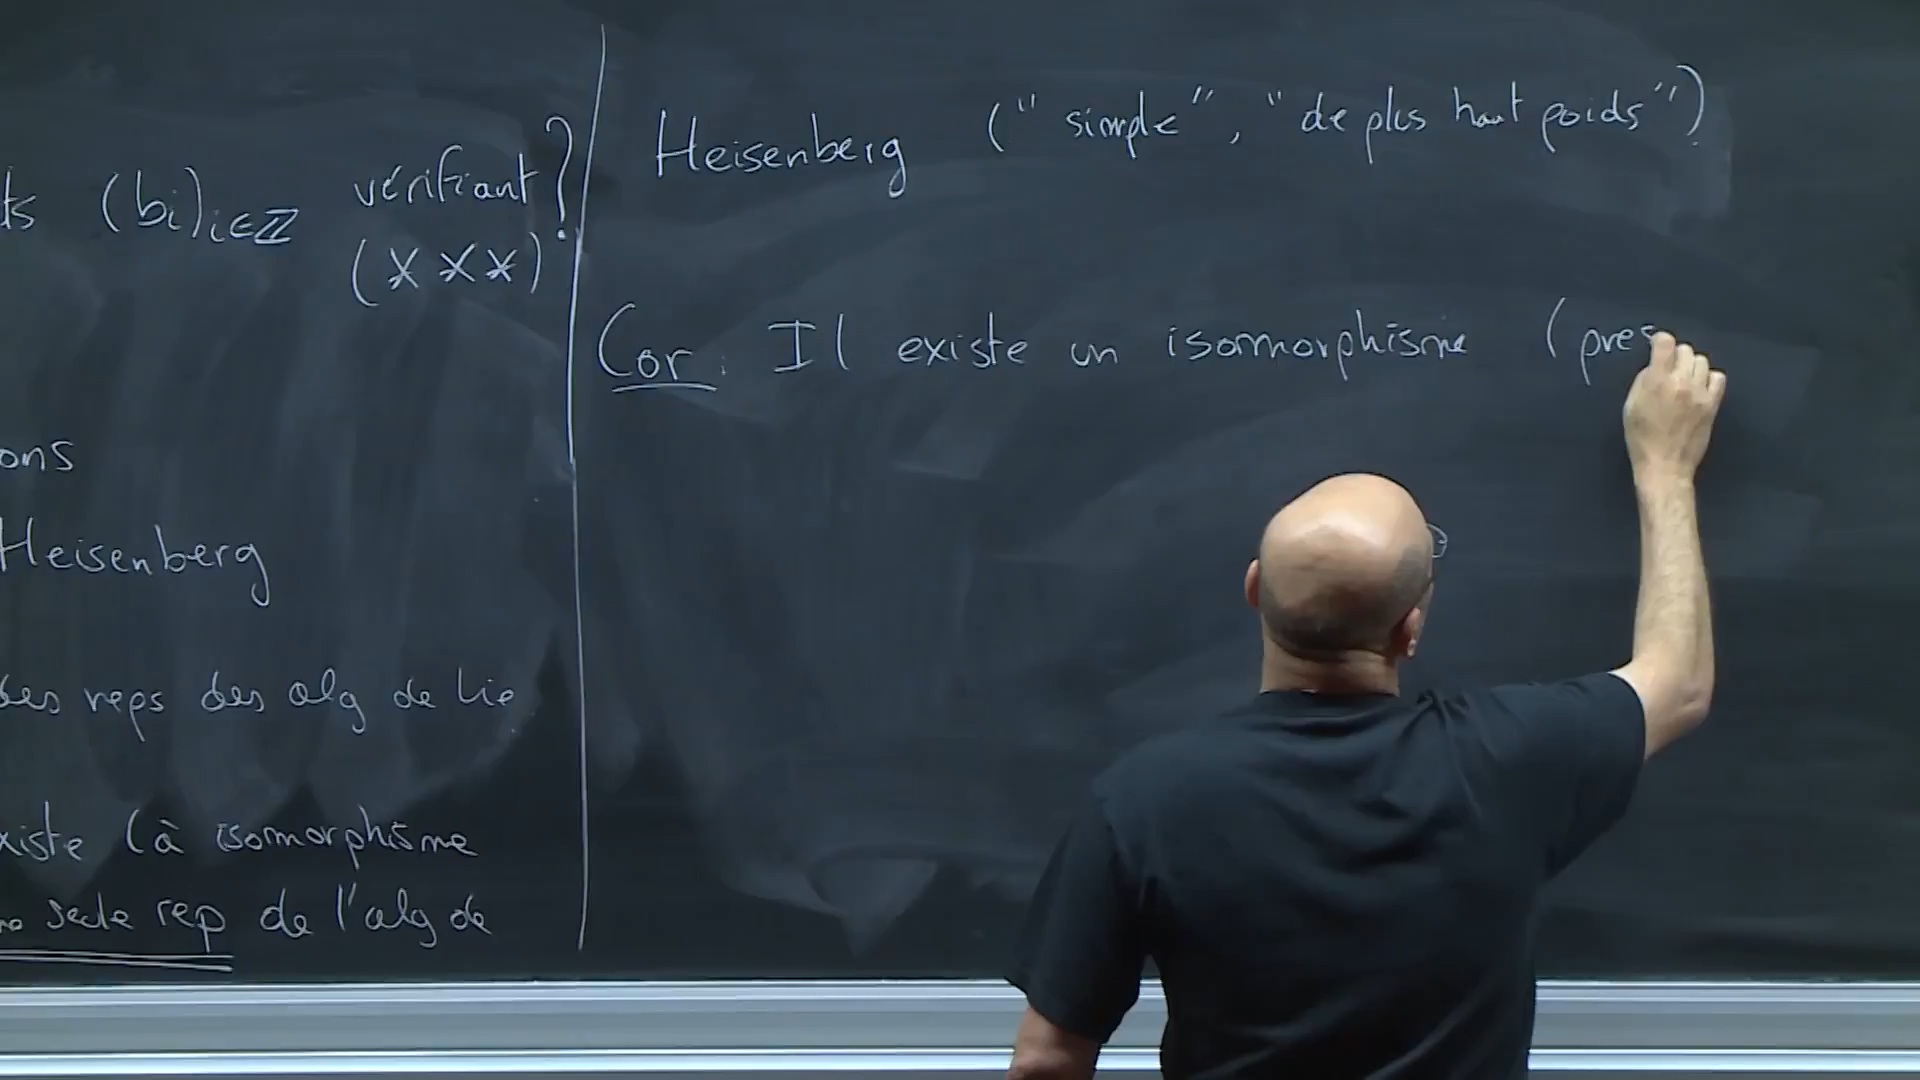 ts (bi)i∈ℤ vérifiant ?
(***)
ons
Heisenberg
des reps des alg de Lie
xiste (à isomorphisme
ne seule rep de l'alg de
Heisenberg ("simple", "de plus haut poids")
Cor: Il existe un isomorphisme (pres